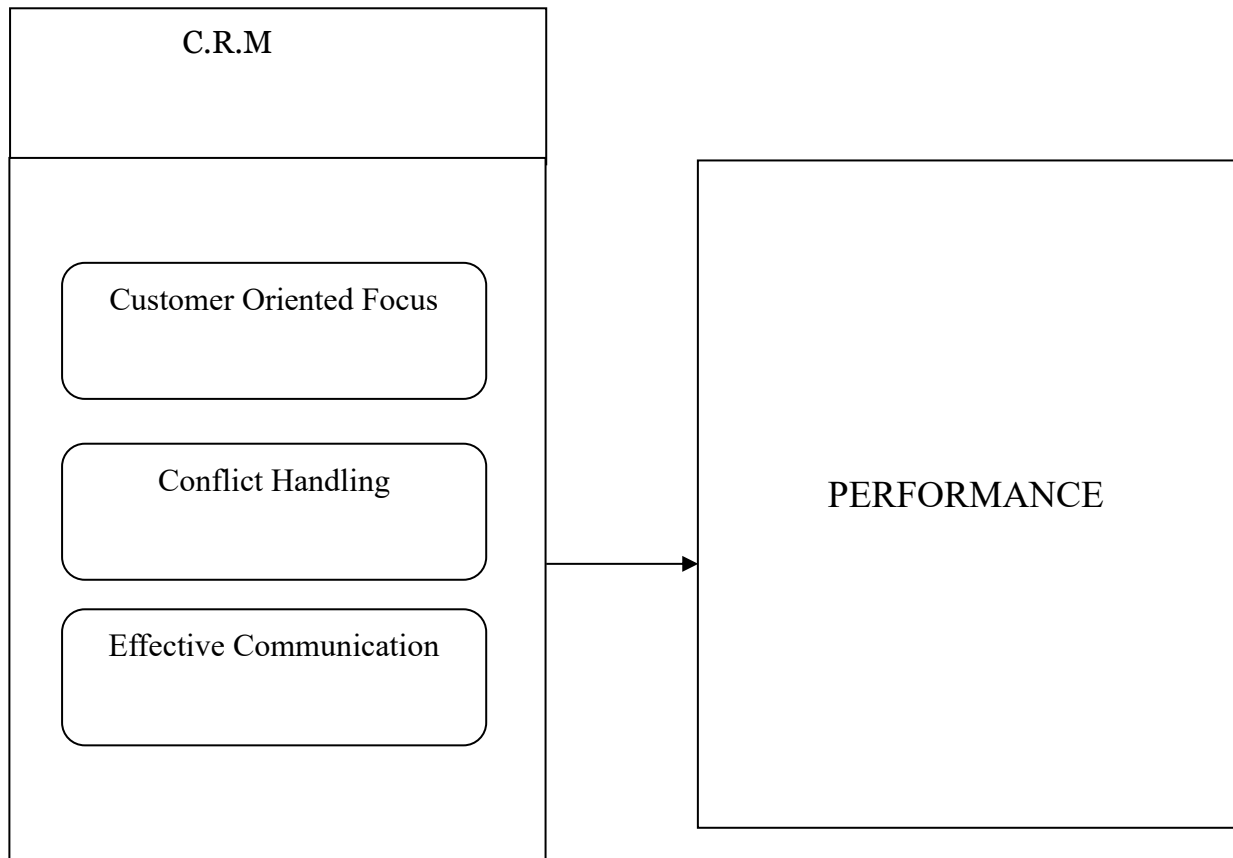 C.R.M
Customer Oriented Focus
Conflict Handling
Effective Communication
PERFORMANCE